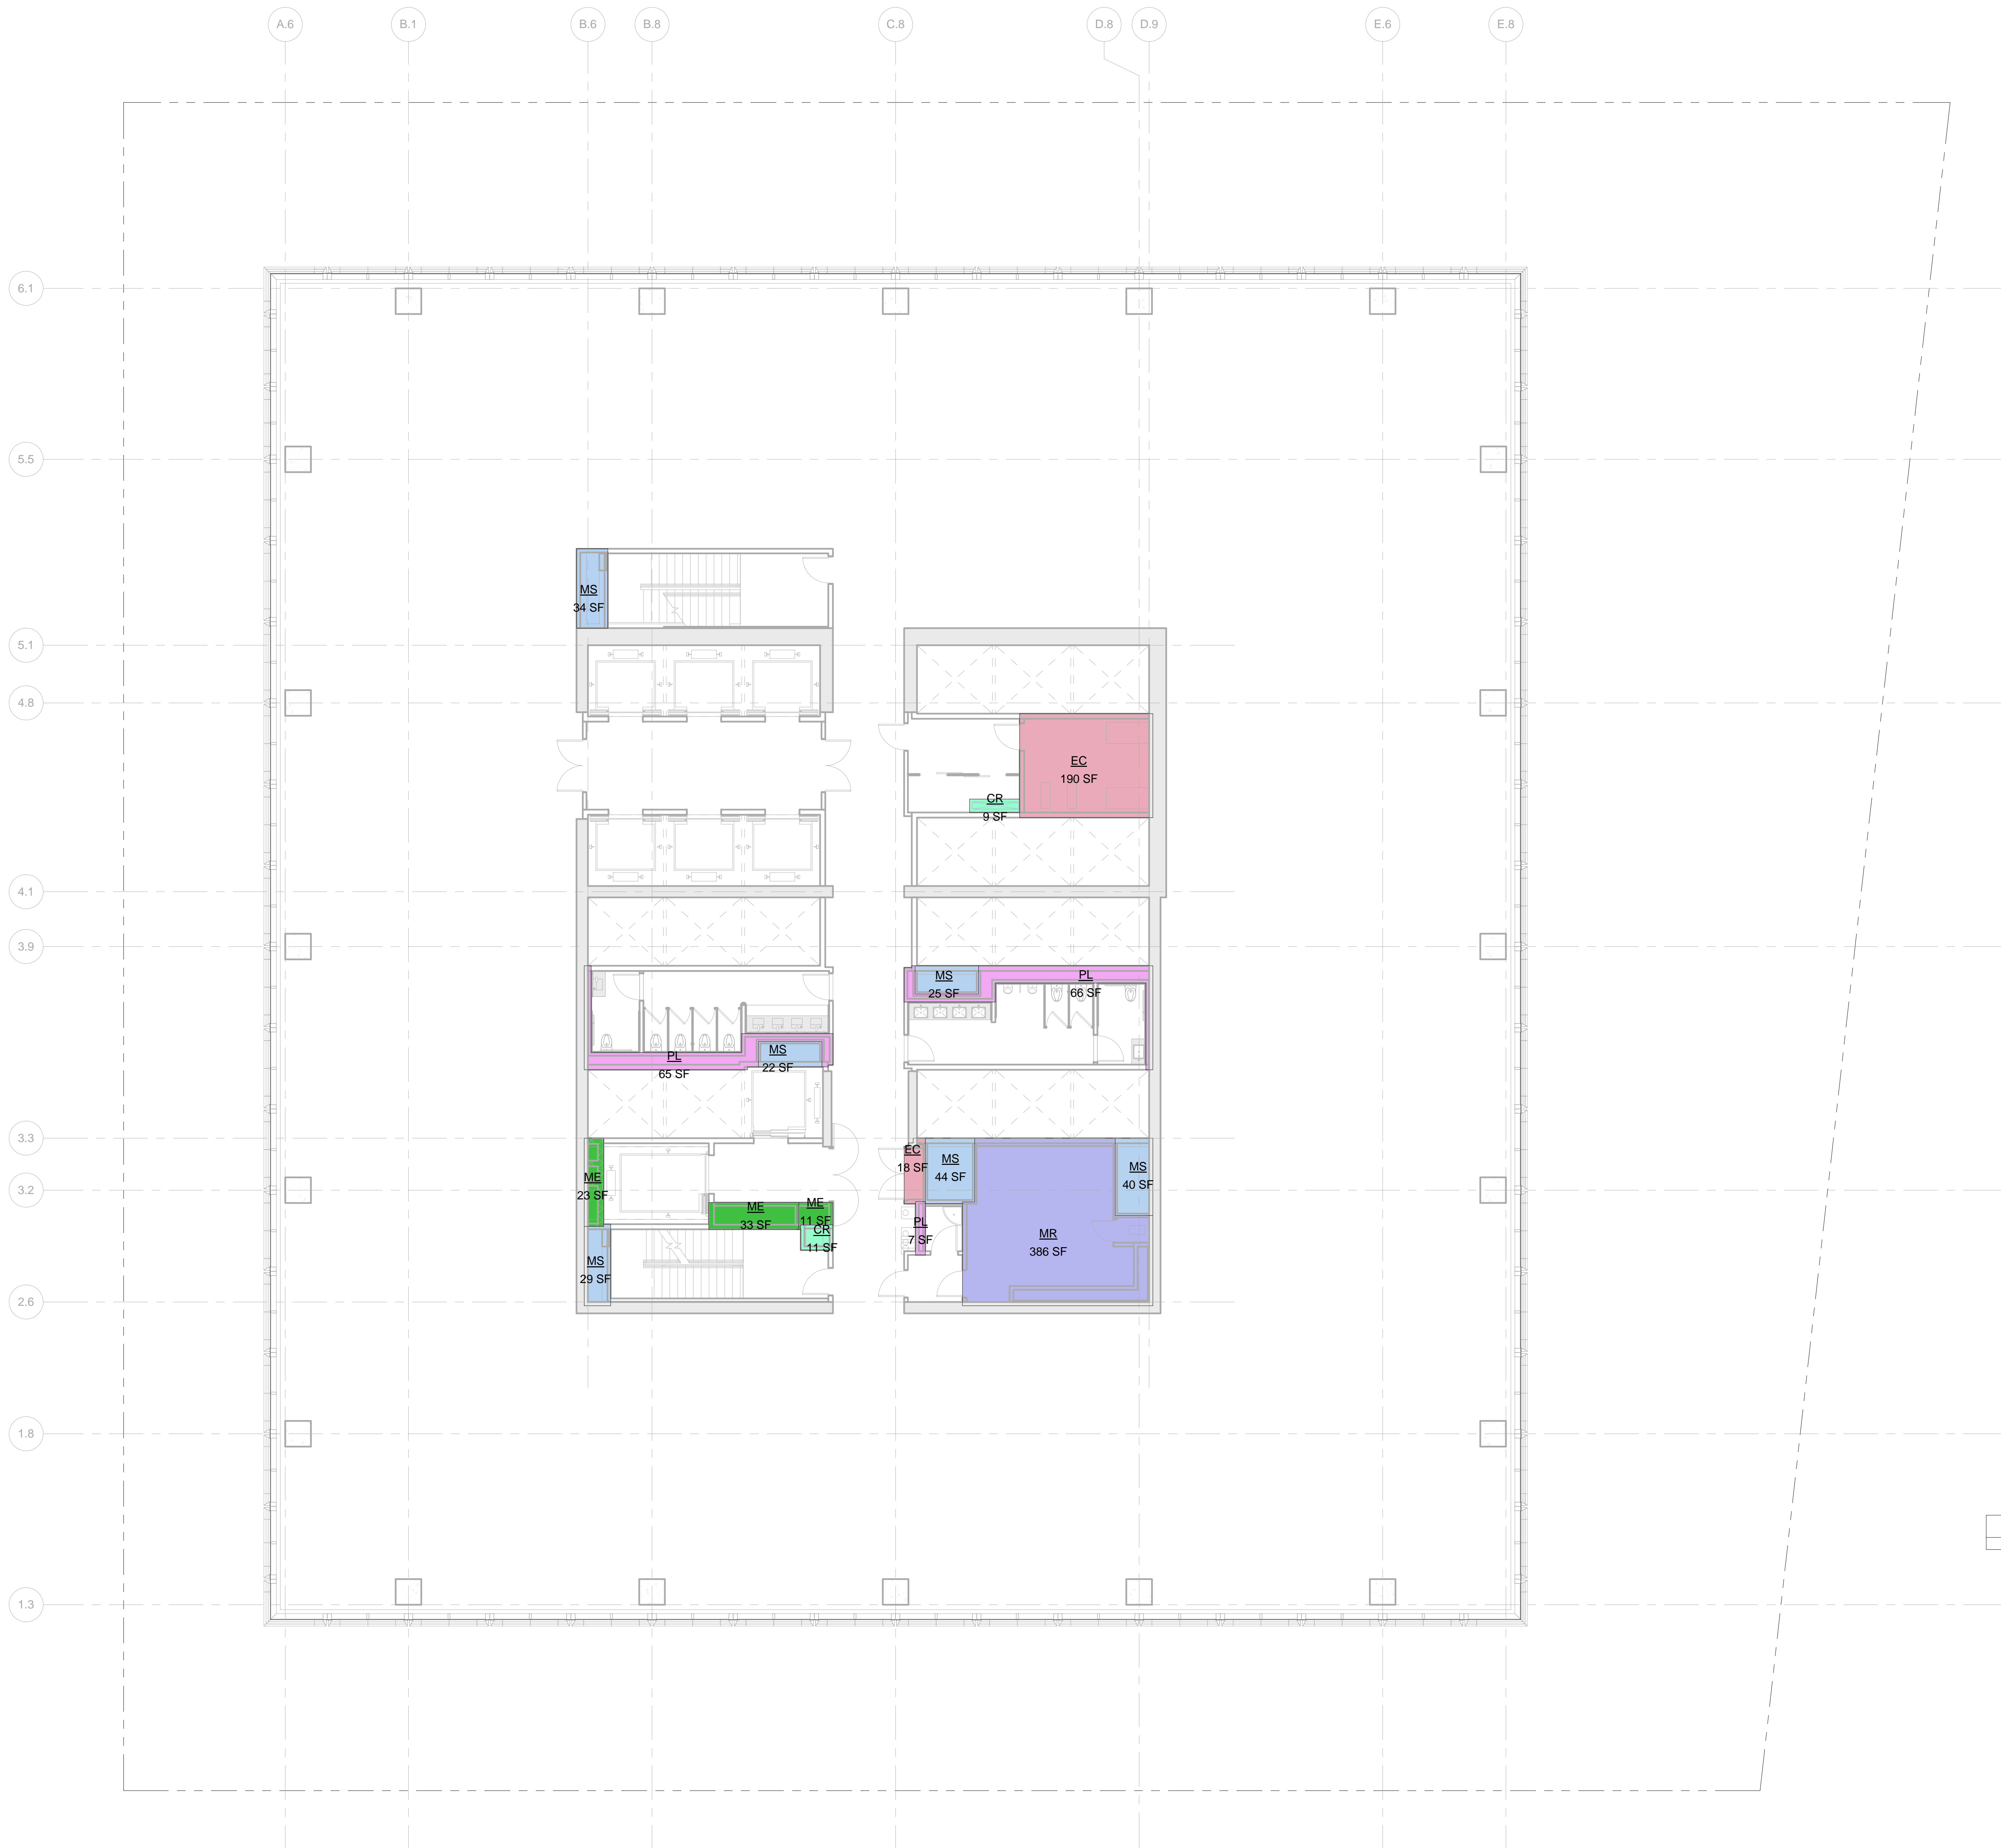 A.6
B.1
B.6
B.8
C.8
D.8
D.9
E.6
E.8
6.1
5.5
MS
34 SF
5.1
4.8
EC
190 SF
CR
9 SF
4.1
3.9
MS
25 SF
PL
66 SF
PL
65 SF
MS
22 SF
3.3
EC
18 SF
MS
44 SF
MS
40 SF
ME
23 SF
3.2
ME
33 SF
ME
11 SF
CR
11 SF
PL
7 SF
MR
386 SF
MS
29 SF
2.6
1.8
1.3